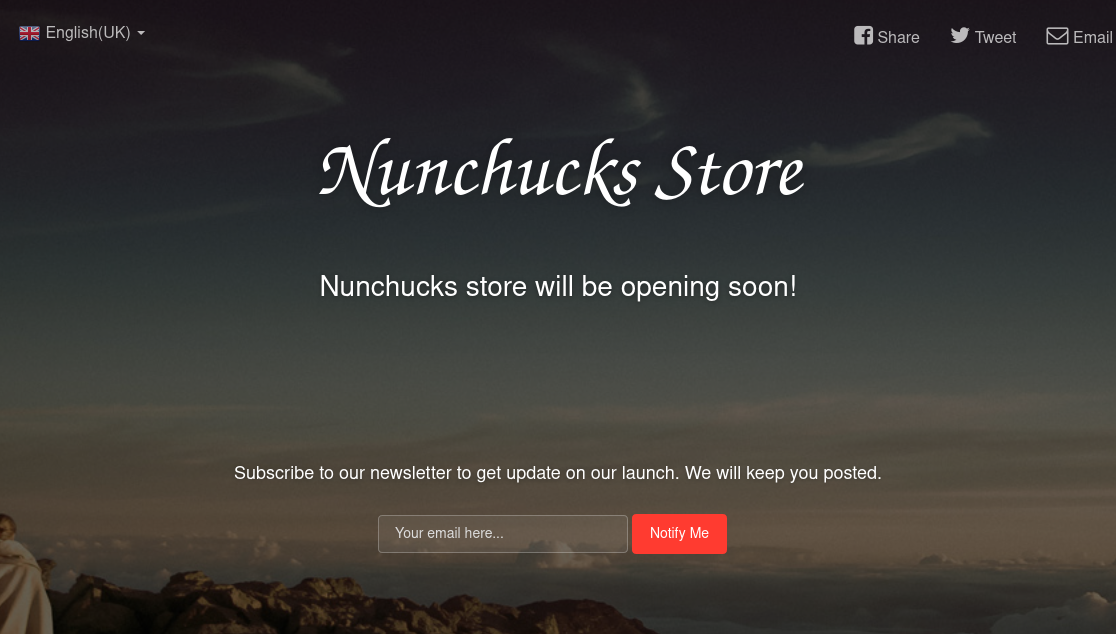 English(UK)
Share
Tweet
Email
Nunchucks Store
Nunchucks store will be opening soon!
Subscribe to our newsletter to get update on our launch. We will keep you posted.
Your email here...
Notify Me